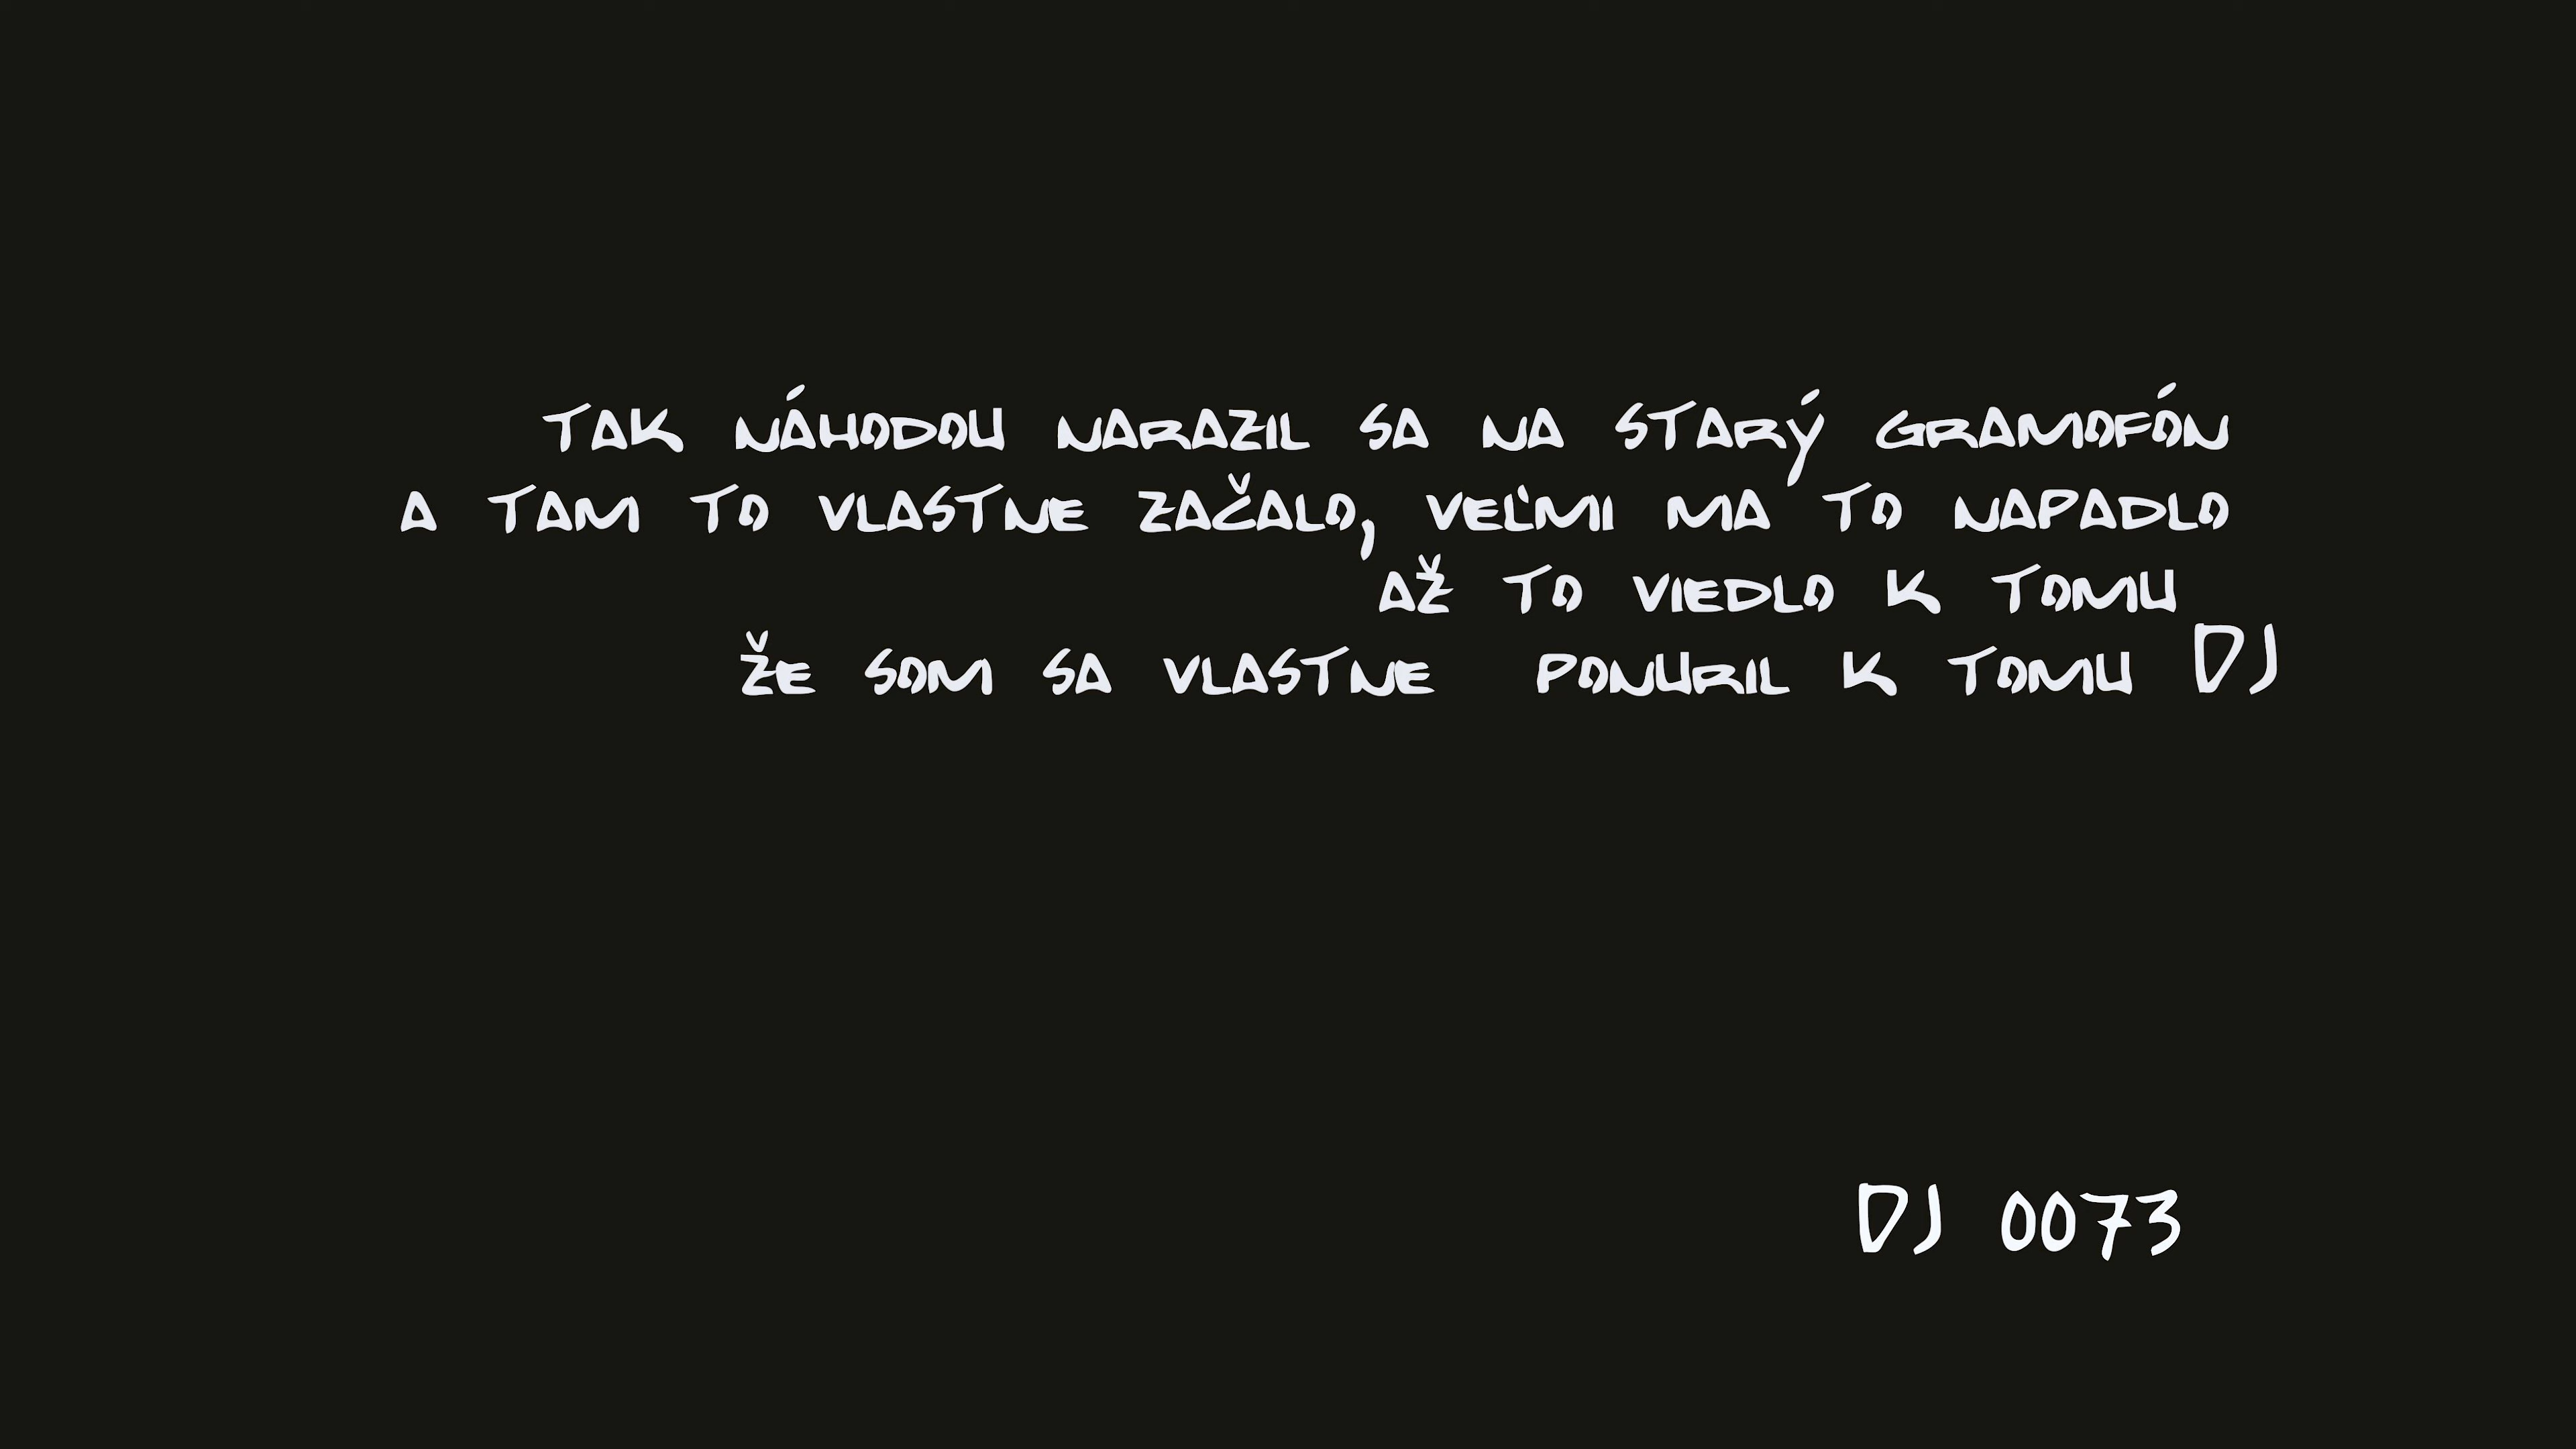 TAK NÁHODOU NARAZIL SA NA STARÝ GRAMOFÓN
A TAM TO VLASTNE ZAČALO, VEĽMI MA TO NAPADLO
AŽ TO VIEDLO K TOMU
ŽE SOM SA VLASTNE PONURIL K TOMU DJ
DJ 0073